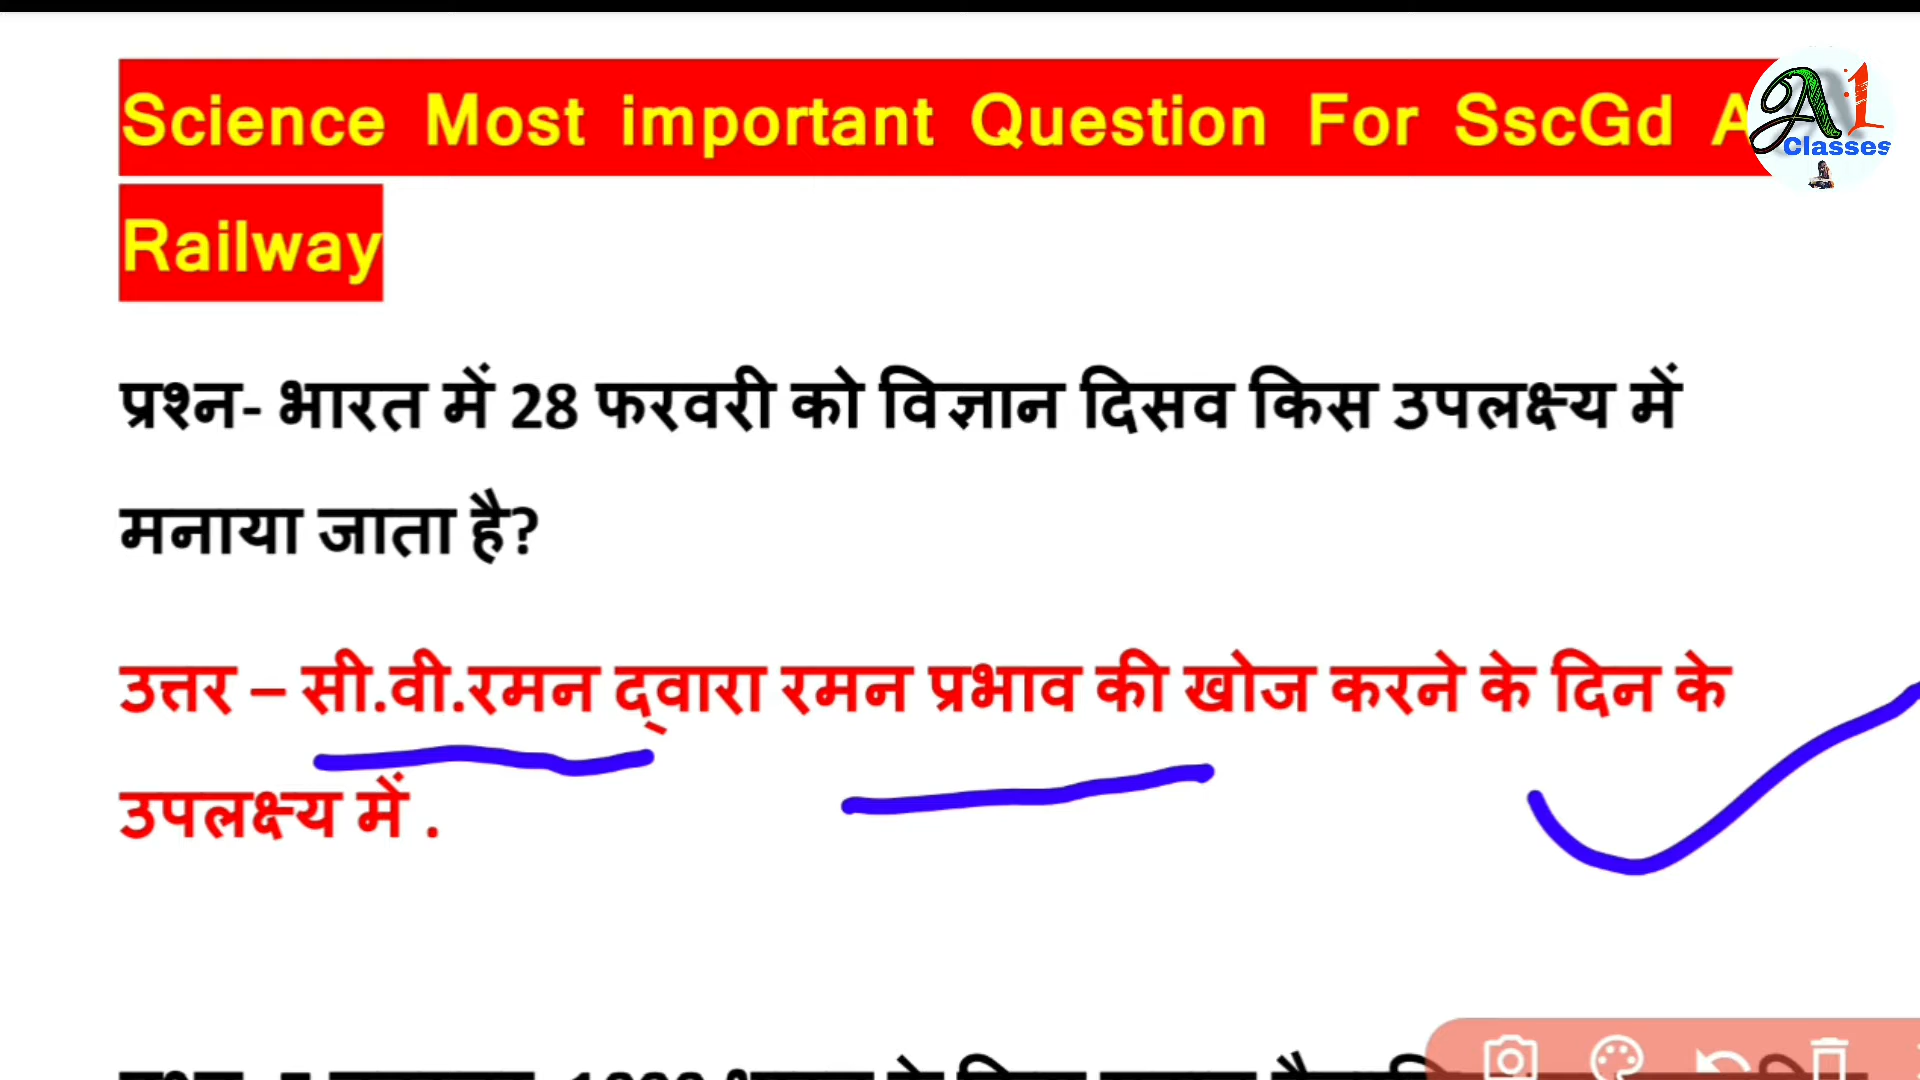 Science Most important Question For SscGd A
A1
Classes
Railway
प्रश्न- भारत में 28 फरवरी को विज्ञान दिसव किस उपलक्ष्य में
मनाया जाता है?
उत्तर – सी.वी.रमन द्वारा रमन प्रभाव की खोज करने के दिन के
उपलक्ष्य में .